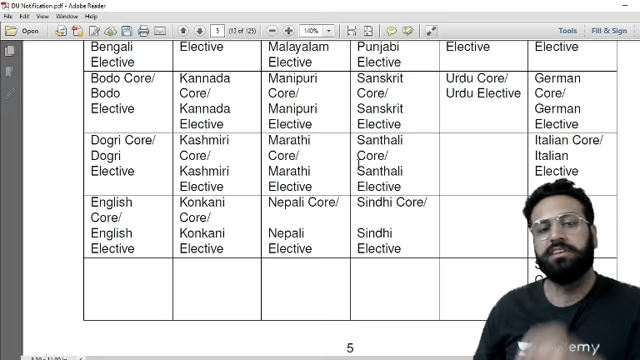 DU Notification.pdf - Adobe Reader
File Edit View Window Help
Open 5 (13 of 125) 140% Tools Fill & Sign
Bengali Elective Malayalam Punjabi Elective Elective
Elective Elective Elective
Bodo Core/ Kannada Manipuri Sanskrit Urdu Core/ German
Bodo Core/ Core/ Core/ Urdu Elective Core/
Elective Kannada Manipuri Sanskrit German
Elective Elective Elective Elective
Dogri Core/ Kashmiri Marathi Santhali Italian Core/
Dogri Core/ Core/ Core/ Italian
Elective Kashmiri Marathi Santhali Elective
Elective Elective Elective
English Konkani Nepali Core/ Sindhi Core/
Core/ Core/
English Konkani Nepali Sindhi
Elective Elective Elective Elective
5